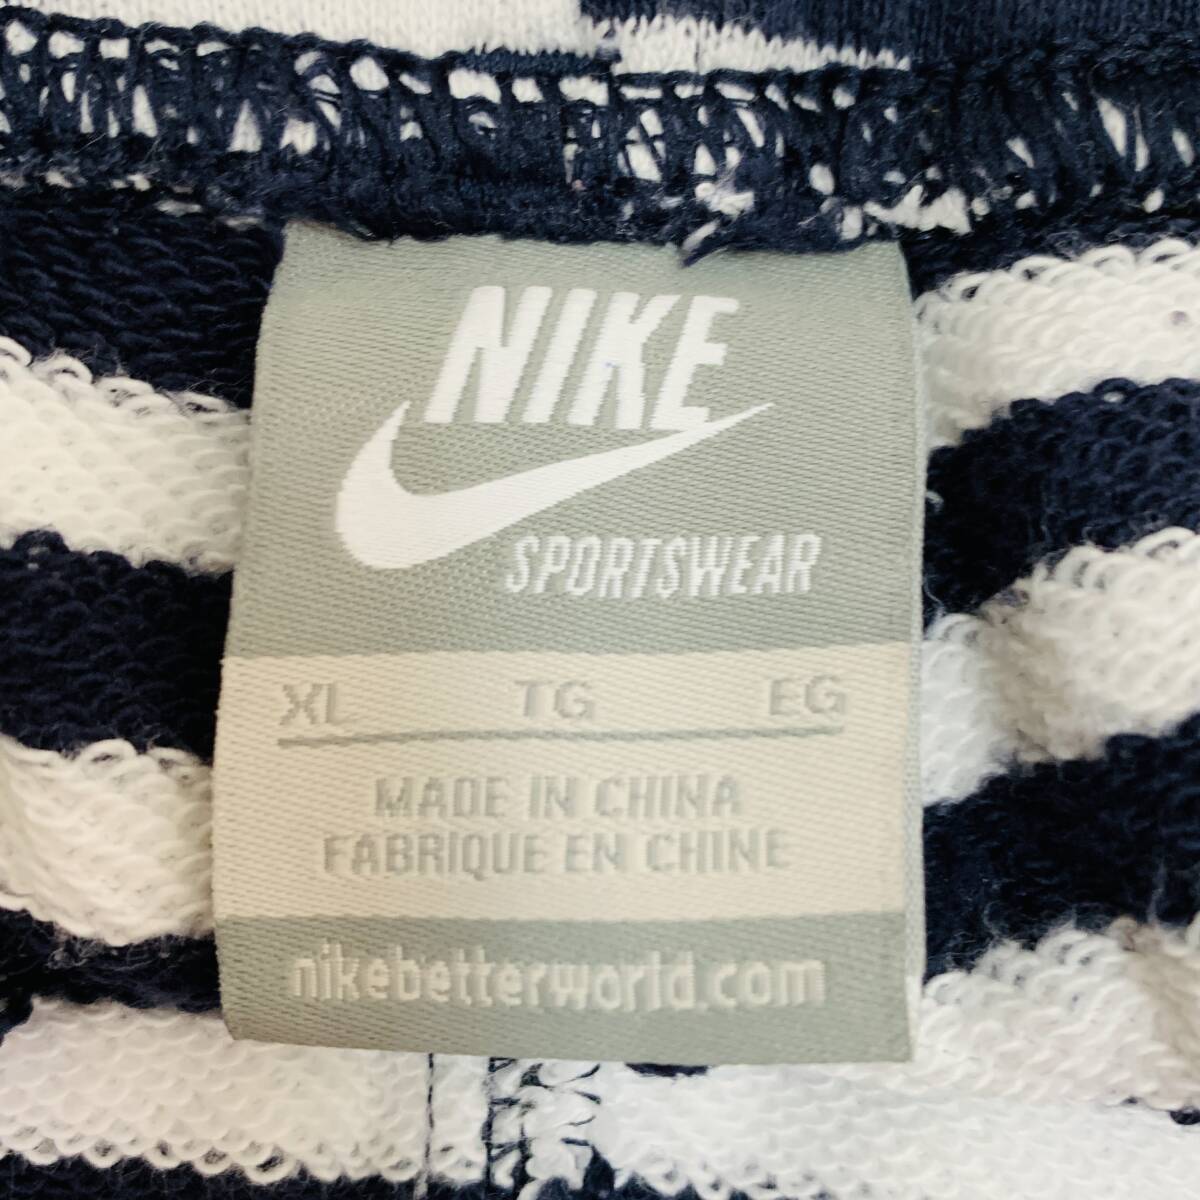 NIKE
SPORTSWEAR
XL TG EG
MADE IN CHINA
FABRIQUE EN CHINE
nikebetterworld.com